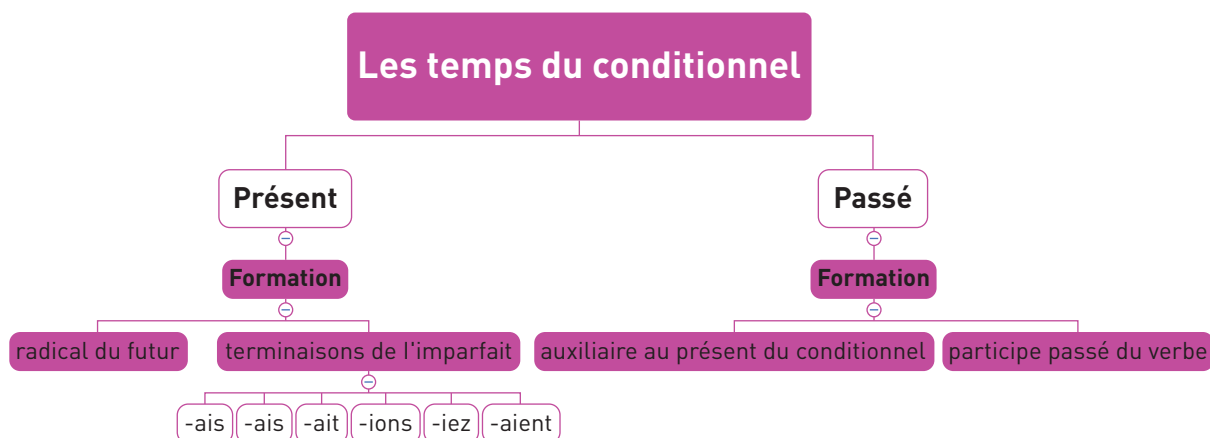 Les temps du conditionnel
Présent
Passé
Formation
Formation
radical du futur
terminaisons de l'imparfait
auxiliaire au présent du conditionnel
participe passé du verbe
-ais
-ais
-ait
-ions
-iez
-aient